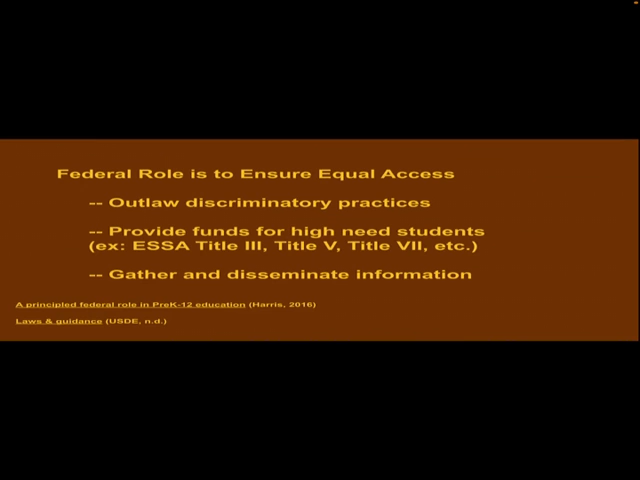 Federal Role is to Ensure Equal Access
-- Outlaw discriminatory practices
-- Provide funds for high need students
(ex: ESSA Title III, Title V, Title VII, etc.)
-- Gather and disseminate information
A principled federal role in PreK-12 education (Harris, 2016)
Laws & guidance (USDE, n.d.)